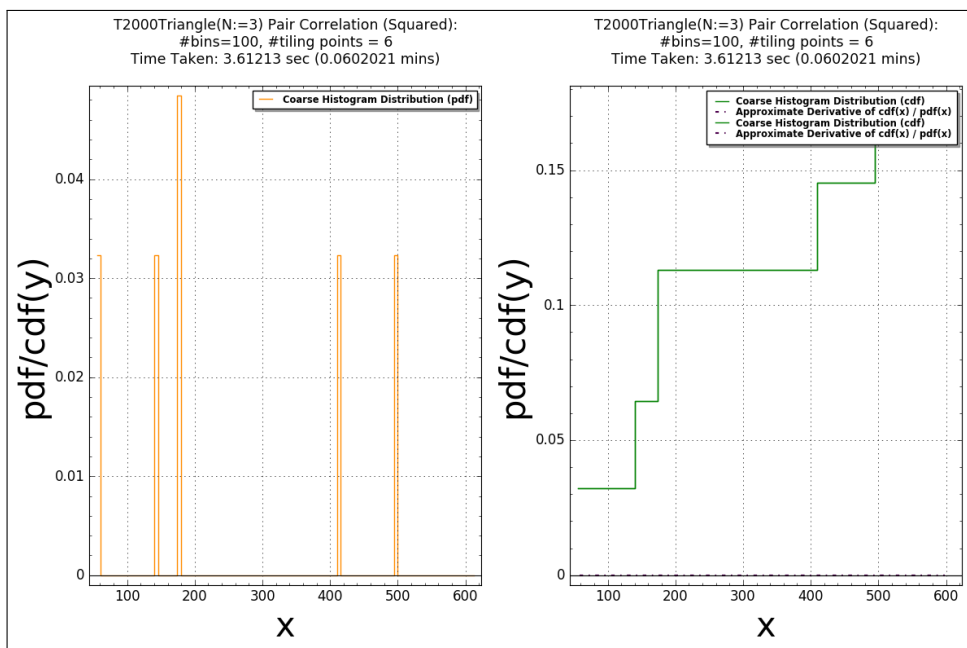 T2000Triangle(N:=3) Pair Correlation (Squared):
#bins=100, #tiling points = 6
Time Taken: 3.61213 sec (0.0602021 mins)
Coarse Histogram Distribution (pdf)
pdf/cdf(y)
0.04
0.03
0.02
0.01
0
100
200
300
400
500
600
x
T2000Triangle(N:=3) Pair Correlation (Squared):
#bins=100, #tiling points = 6
Time Taken: 3.61213 sec (0.0602021 mins)
Coarse Histogram Distribution (cdf)
Approximate Derivative of cdf(x) / pdf(x)
Coarse Histogram Distribution (cdf)
Approximate Derivative of cdf(x) / pdf(x)
pdf/cdf(y)
0.15
0.1
0.05
0
100
200
300
400
500
600
x